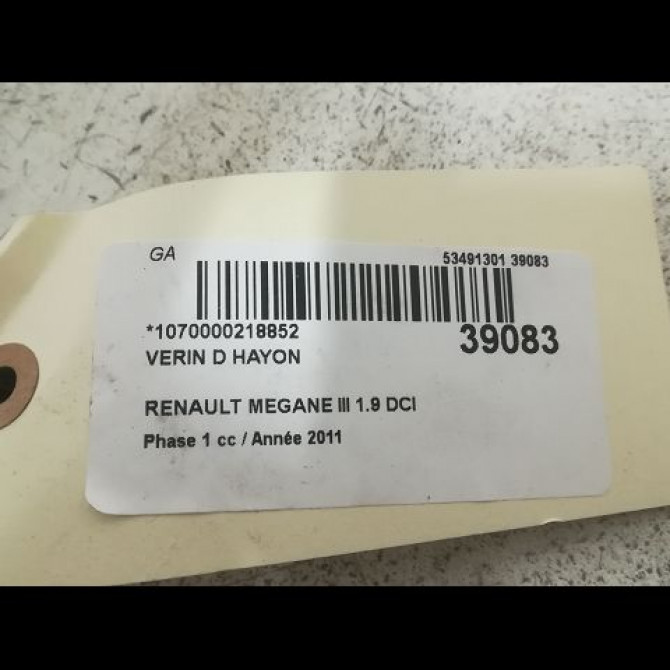 GA 53491301 39083
*1070000218852 39083
VERIN D HAYON
RENAULT MEGANE III 1.9 DCI
Phase 1 cc / Année 2011